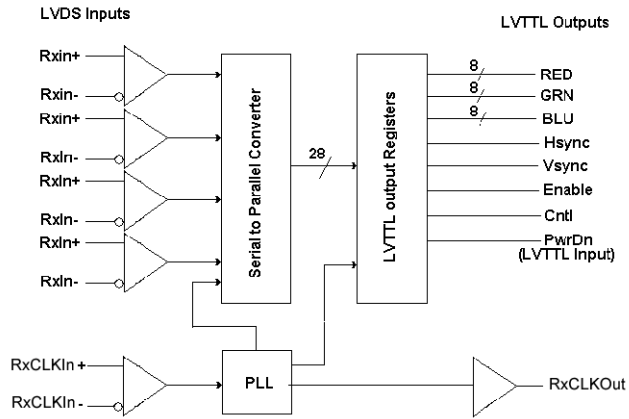 LVDS Inputs
LVTTL Outputs
Rxin+
Rxin-
Rxin+
RxIn-
RxIn+
RxIn-
RxIn+
RxIn-
Serial to Parallel Converter
28
LVTTL output Registers
8
RED
8
GRN
8
BLU
Hsync
Vsync
Enable
Cntl
PwrDn
(LVTTL Input)
RxCLKIn +
RxCLKIn -
PLL
RxCLKOut